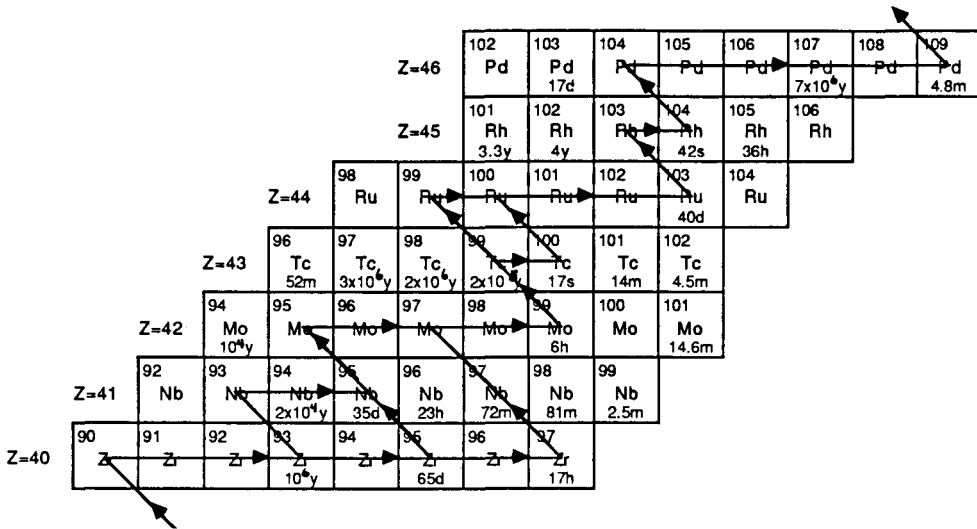 102 103 104 105 106 107 108 109
Z=46 Pd Pd Pd Pd Pd Pd Pd Pd
17d 7x10⁶y 4.8m
101 102 103 104 105 106
Z=45 Rh Rh Rh Rh Rh Rh
3.3y 4y 42s 36h
98 99 100 101 102 103 104
Z=44 Ru Ru Ru Ru Ru Ru Ru
40d
96 97 98 99 100 101 102
Z=43 Tc Tc Tc Tc Tc Tc Tc
52m 3x10⁶y 2x10⁶y 17s 14m 4.5m
94 95 96 97 98 99 100 101
Z=42 Mo Mo Mo Mo Mo Mo Mo Mo
10⁴y 6h 14.6m
92 93 94 95 96 97 98 99
Z=41 Nb Nb Nb Nb Nb Nb Nb Nb
2x10⁴y 35d 23h 72m 81m 2.5m
90 91 92 93 94 95 96 97
Z=40 Zr Zr Zr Zr Zr Zr Zr Zr
10⁶y 65d 17h